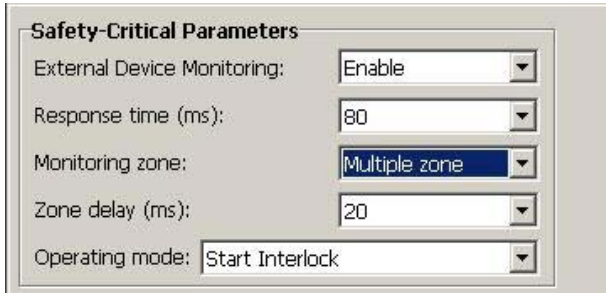 Safety-Critical Parameters
External Device Monitoring: Enable
Response time (ms): 80
Monitoring zone: Multiple zone
Zone delay (ms): 20
Operating mode: Start Interlock